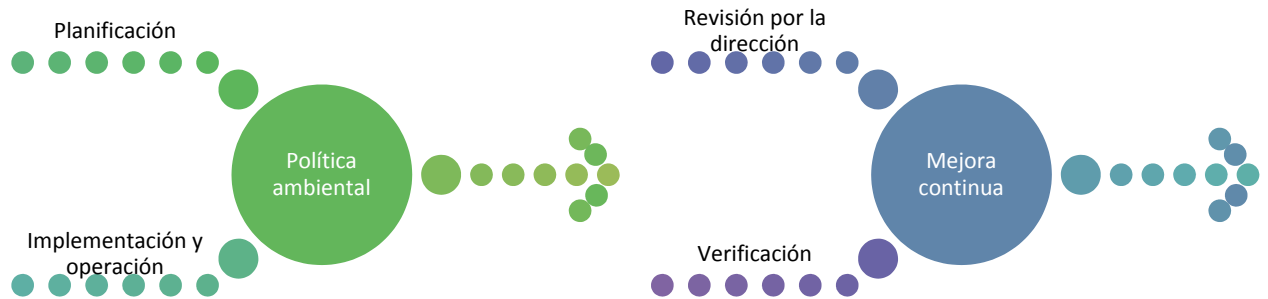 Planificación
Política
ambiental
Implementación y
operación
Revisión por la
dirección
Mejora
continua
Verificación